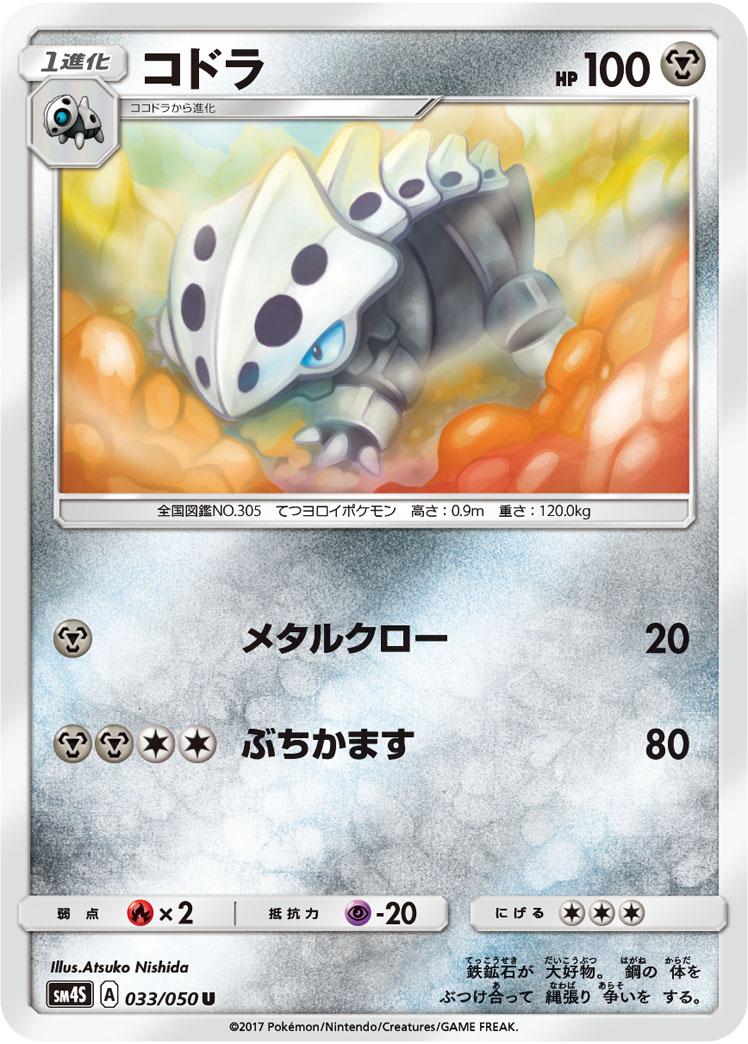 1進化 コドラ HP 100
ココドラから進化
全国図鑑NO.305 てつヨロイポケモン 高さ:0.9m 重さ:120.0kg
メタルクロー 20
ぶちかます 80
弱点 ×2 抵抗力 -20 にげる
Illus.Atsuko Nishida
SM4S A 033/050 U
てっこうせき だいこうぶつ はがね からだ
鉄鉱石が 大好物。 鋼の 体を
あ なわば あらそ
ぶつけ合って 縄張り 争いを する。
©2017 Pokémon/Nintendo/Creatures/GAME FREAK.